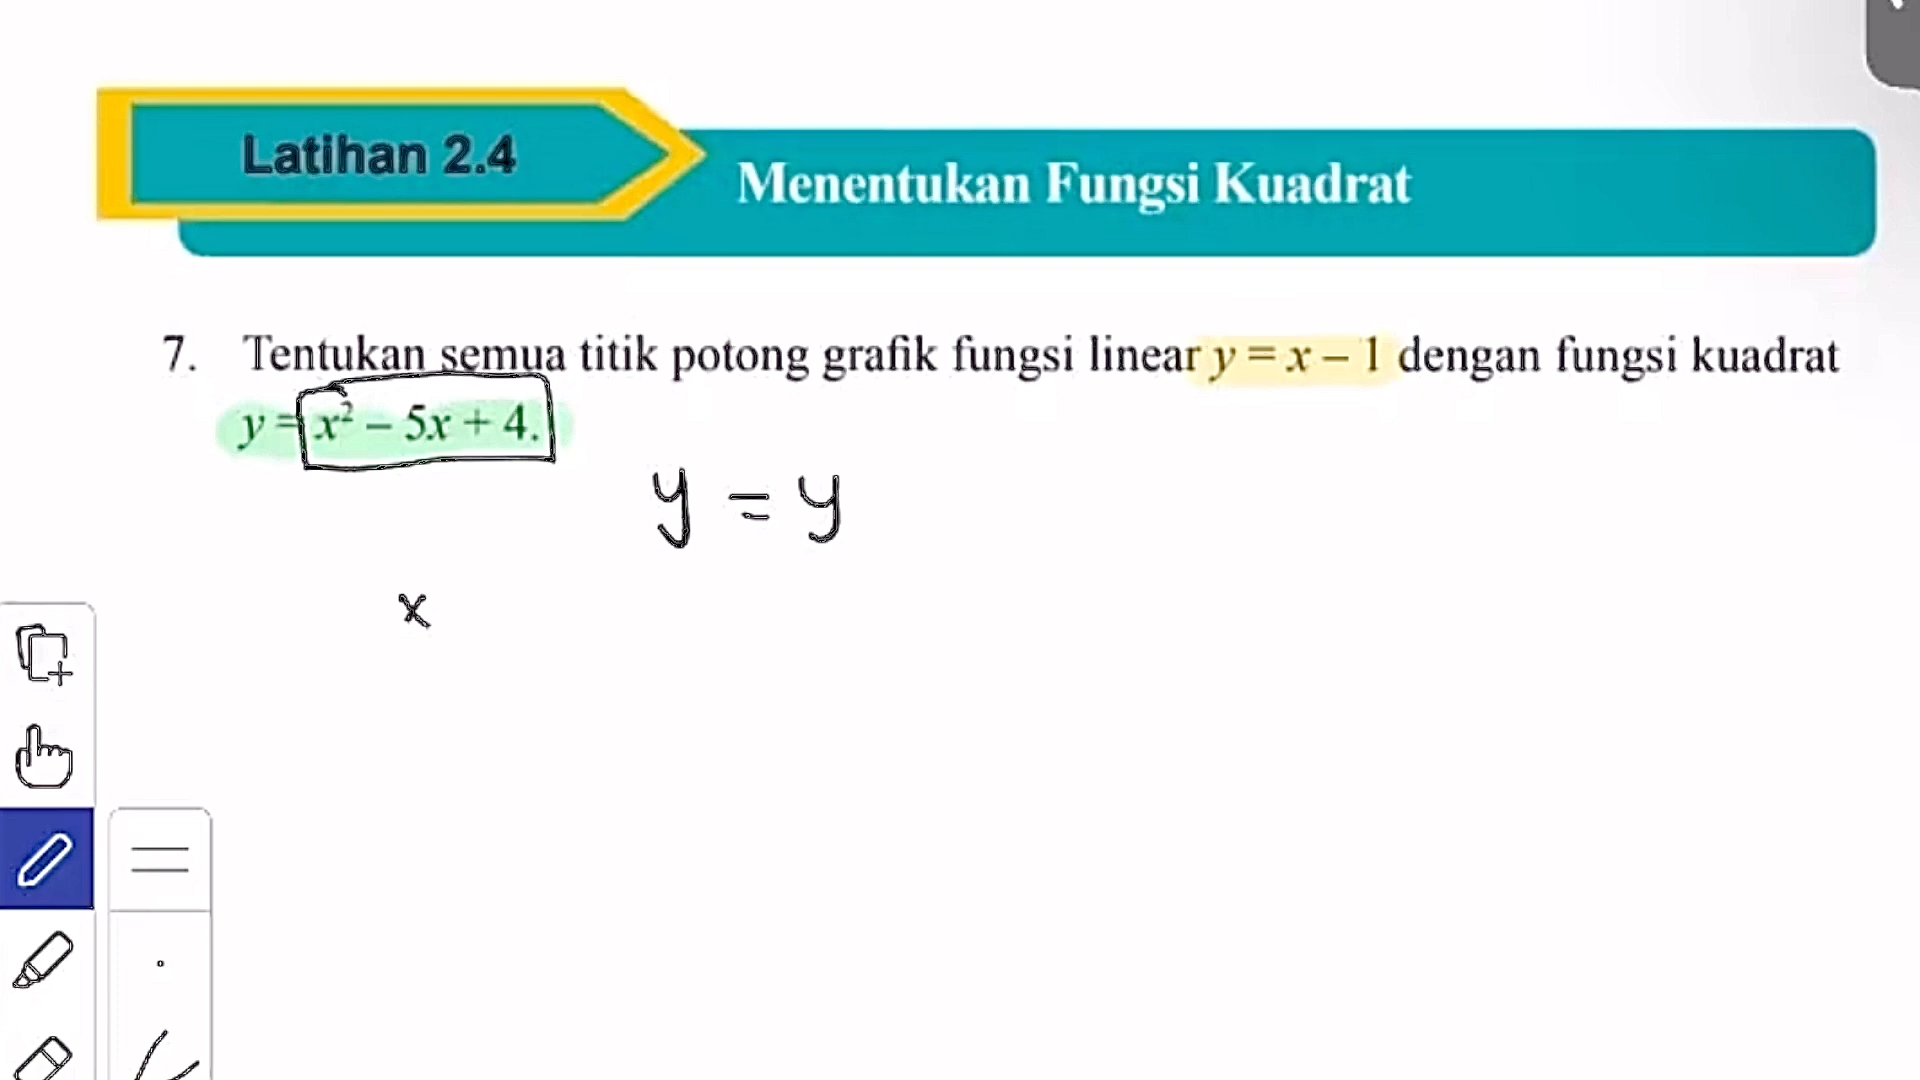 Latihan 2.4
Menentukan Fungsi Kuadrat
7. Tentukan semua titik potong grafik fungsi linear y = x – 1 dengan fungsi kuadrat
y = x² – 5x + 4.
y = y
x